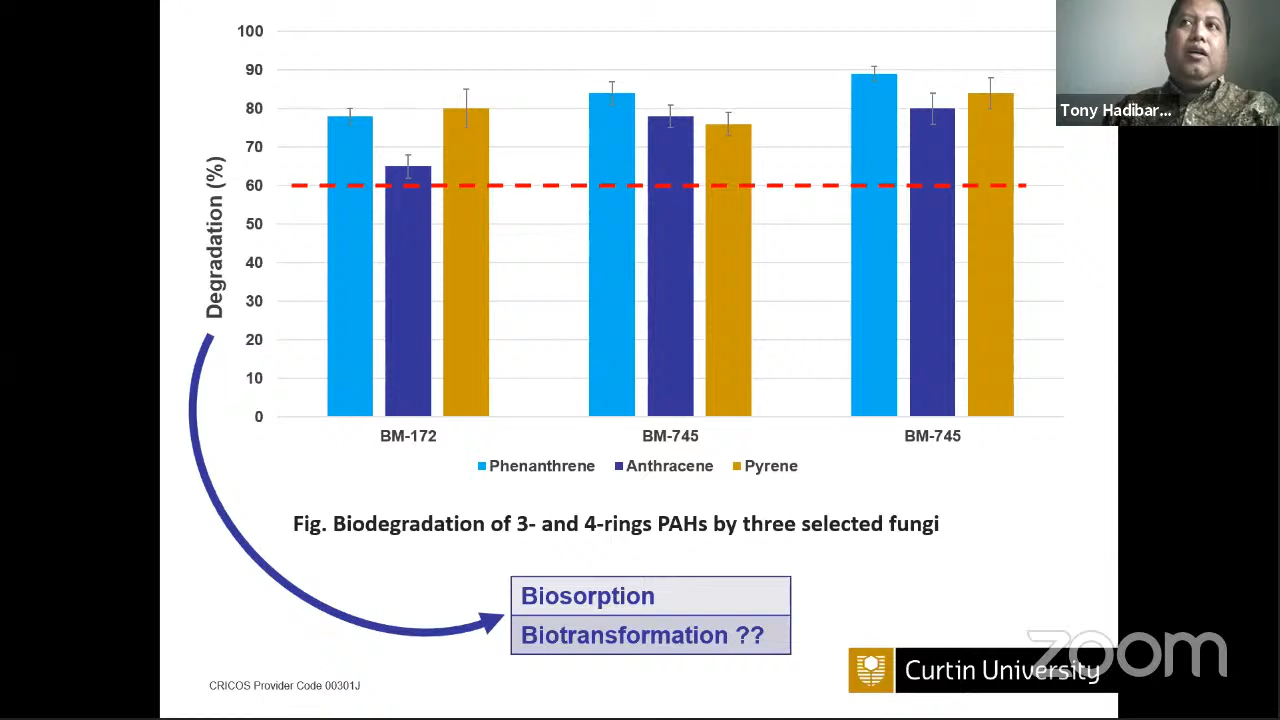 100
90
80
70
60
50
40
30
20
10
0
Degradation (%)
BM-172 BM-745 BM-745
Phenanthrene Anthracene Pyrene
Fig. Biodegradation of 3- and 4-rings PAHs by three selected fungi
Biosorption
Biotransformation ??
CRICOS Provider Code 00301J
Curtin University
zoom
Tony Hadibar...